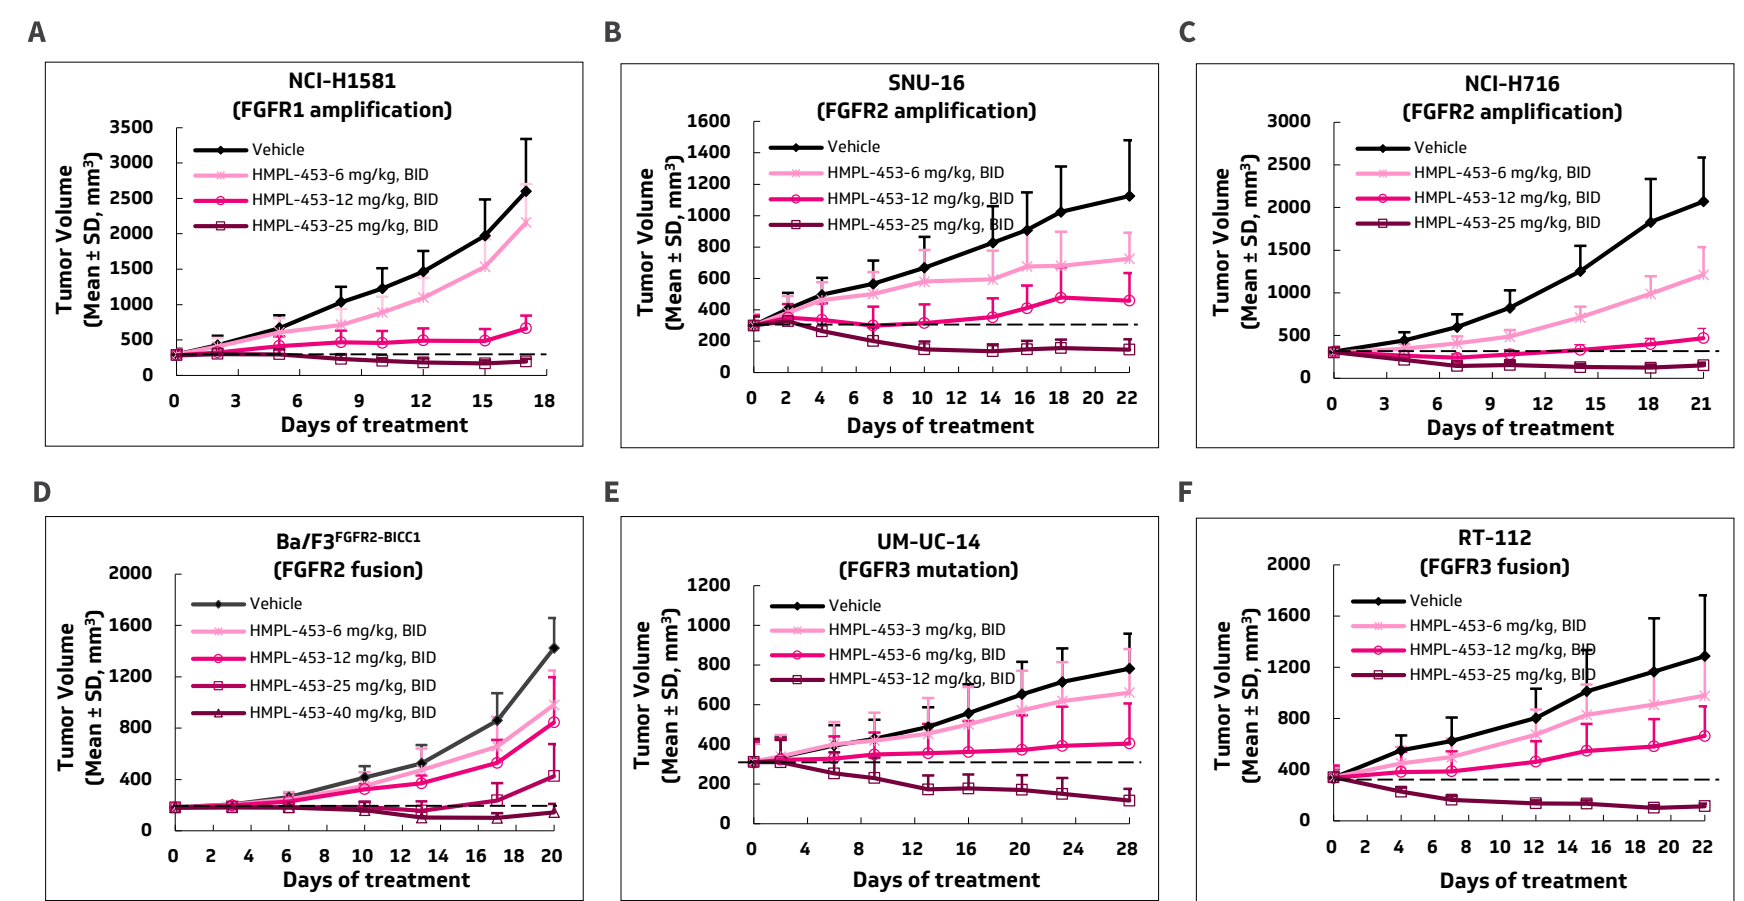 A
NCI-H1581
(FGFR1 amplification)
Tumor Volume
(Mean ± SD, mm³)
3500
3000
2500
2000
1500
1000
500
0
Vehicle
HMPL-453-6 mg/kg, BID
HMPL-453-12 mg/kg, BID
HMPL-453-25 mg/kg, BID
0 3 6 9 12 15 18
Days of treatment
B
SNU-16
(FGFR2 amplification)
Tumor Volume
(Mean ± SD, mm³)
1600
1400
1200
1000
800
600
400
200
0
Vehicle
HMPL-453-6 mg/kg, BID
HMPL-453-12 mg/kg, BID
HMPL-453-25 mg/kg, BID
0 2 4 6 8 10 12 14 16 18 20 22
Days of treatment
C
NCI-H716
(FGFR2 amplification)
Tumor Volume
(Mean ± SD, mm³)
3000
2500
2000
1500
1000
500
0
Vehicle
HMPL-453-6 mg/kg, BID
HMPL-453-12 mg/kg, BID
HMPL-453-25 mg/kg, BID
0 3 6 9 12 15 18 21
Days of treatment
D
Ba/F3FGFR2-BICC1
(FGFR2 fusion)
Tumor Volume
(Mean ± SD, mm³)
2000
1600
1200
800
400
0
Vehicle
HMPL-453-6 mg/kg, BID
HMPL-453-12 mg/kg, BID
HMPL-453-25 mg/kg, BID
HMPL-453-40 mg/kg, BID
0 2 4 6 8 10 12 14 16 18 20
Days of treatment
E
UM-UC-14
(FGFR3 mutation)
Tumor Volume
(Mean ± SD, mm³)
1200
1000
800
600
400
200
0
Vehicle
HMPL-453-3 mg/kg, BID
HMPL-453-6 mg/kg, BID
HMPL-453-12 mg/kg, BID
0 4 8 12 16 20 24 28
Days of treatment
F
RT-112
(FGFR3 fusion)
Tumor Volume
(Mean ± SD, mm³)
2000
1600
1200
800
400
0
Vehicle
HMPL-453-6 mg/kg, BID
HMPL-453-12 mg/kg, BID
HMPL-453-25 mg/kg, BID
0 2 4 6 8 10 12 14 16 18 20 22
Days of treatment